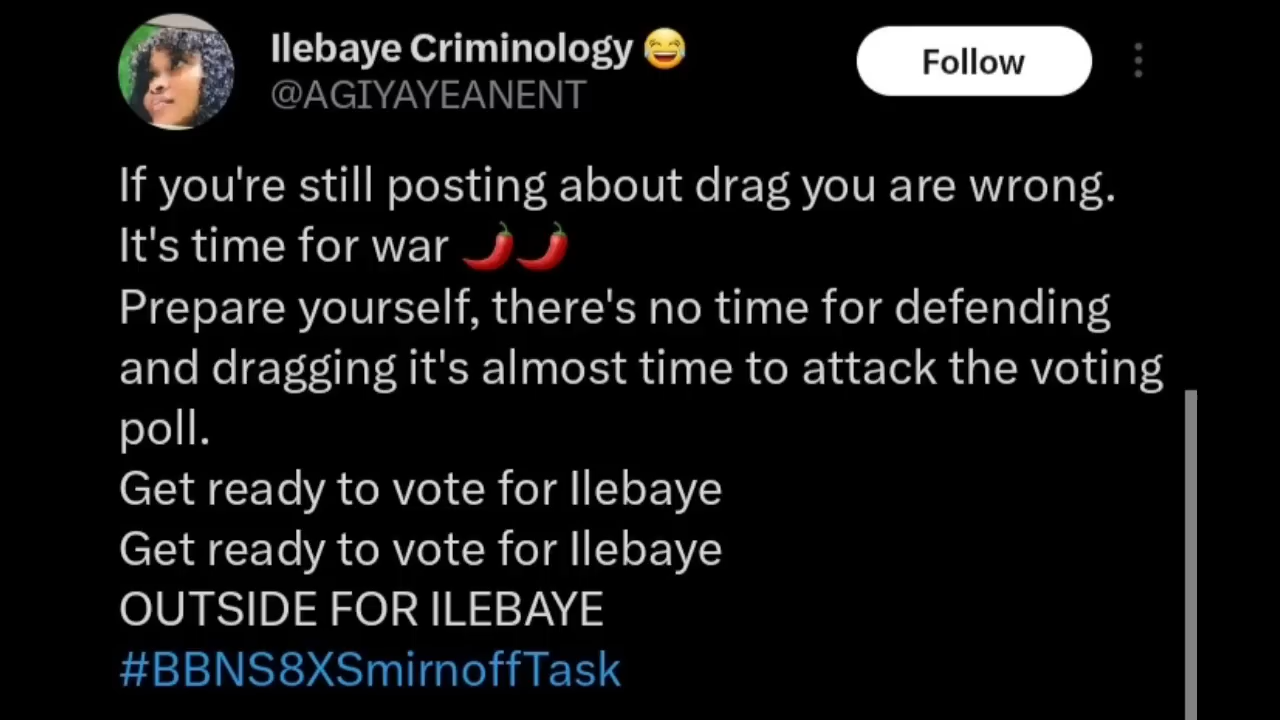 Ilebaye Criminology 😂
@AGIYAYEANENT
Follow
If you're still posting about drag you are wrong.
It's time for war 🌶️🌶️
Prepare yourself, there's no time for defending
and dragging it's almost time to attack the voting
poll.
Get ready to vote for Ilebaye
Get ready to vote for Ilebaye
OUTSIDE FOR ILEBAYE
#BBNS8XSmirnoffTask